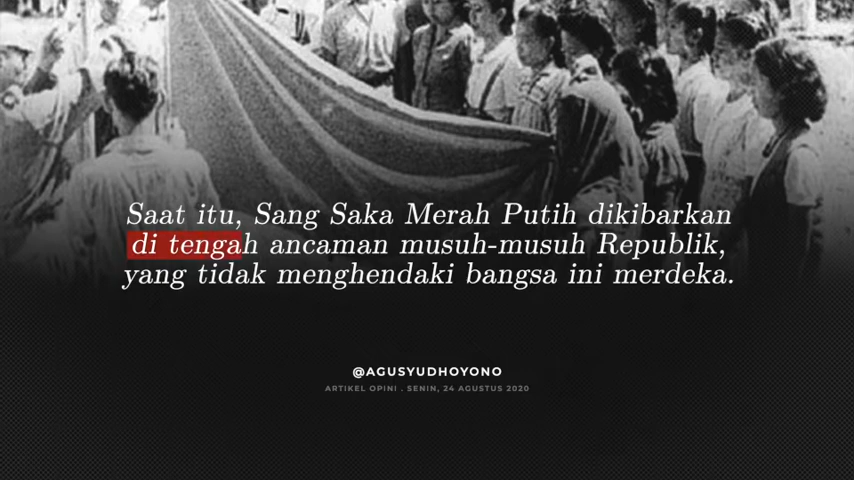 Saat itu, Sang Saka Merah Putih dikibarkan
di tengah ancaman musuh-musuh Republik,
yang tidak menghendaki bangsa ini merdeka.
@AGUSYUDHOYONO
ARTIKEL OPINI . SENIN, 24 AGUSTUS 2020